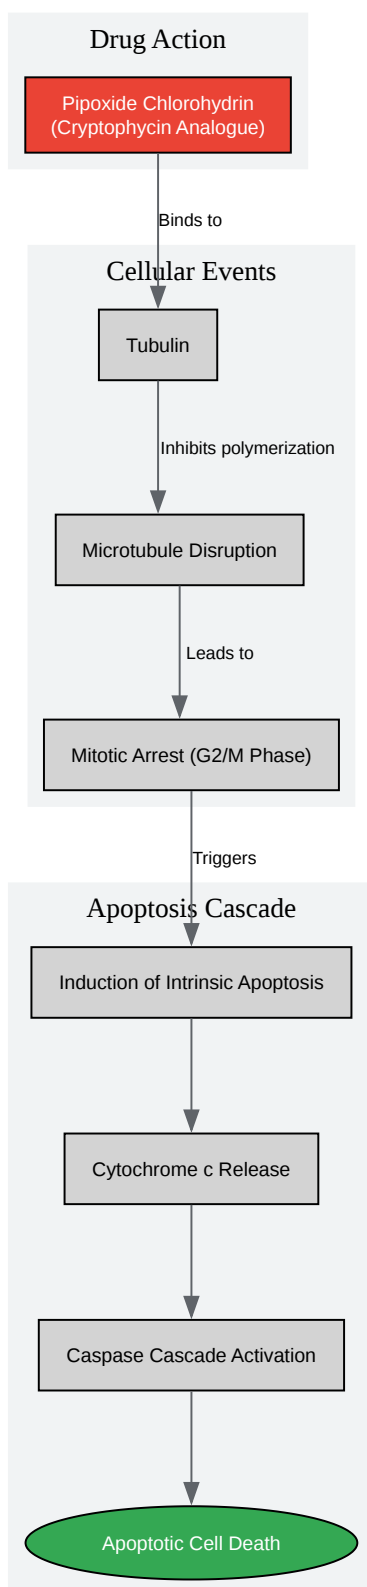 Drug Action
Pipoxide Chlorohydrin
(Cryptophycin Analogue)
Binds to
Cellular Events
Tubulin
Inhibits polymerization
Microtubule Disruption
Leads to
Mitotic Arrest (G2/M Phase)
Triggers
Apoptosis Cascade
Induction of Intrinsic Apoptosis
Cytochrome c Release
Caspase Cascade Activation
Apoptotic Cell Death